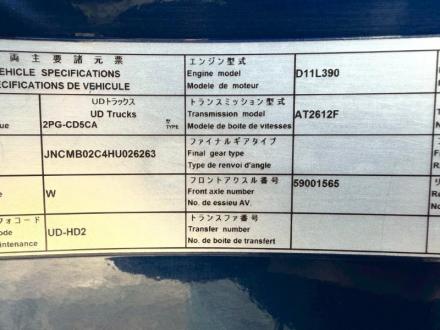 両 主 要 諸 元 票
EHICLE SPECIFICATIONS
CIFICATIONS DE VEHICULE
エンジン型式
Engine model
Modele de moteur
D11L390
UDトラックス
UD Trucks
ue
2PG-CD5CA
型
TYPE
トランスミッション型式
Transmission model
Modele de boite de vitesses
AT2612F
JNCMB02C4HU026263
ファイナルギアタイプ
Final gear type
Type de renvoi d'angle
W
フロントアクスル番号
Front axle number
No. de essieu AV.
59001565
フォコード
ode
aintenance
UD-HD2
トランスファ番号
Transfer number
No. de boite de transfert